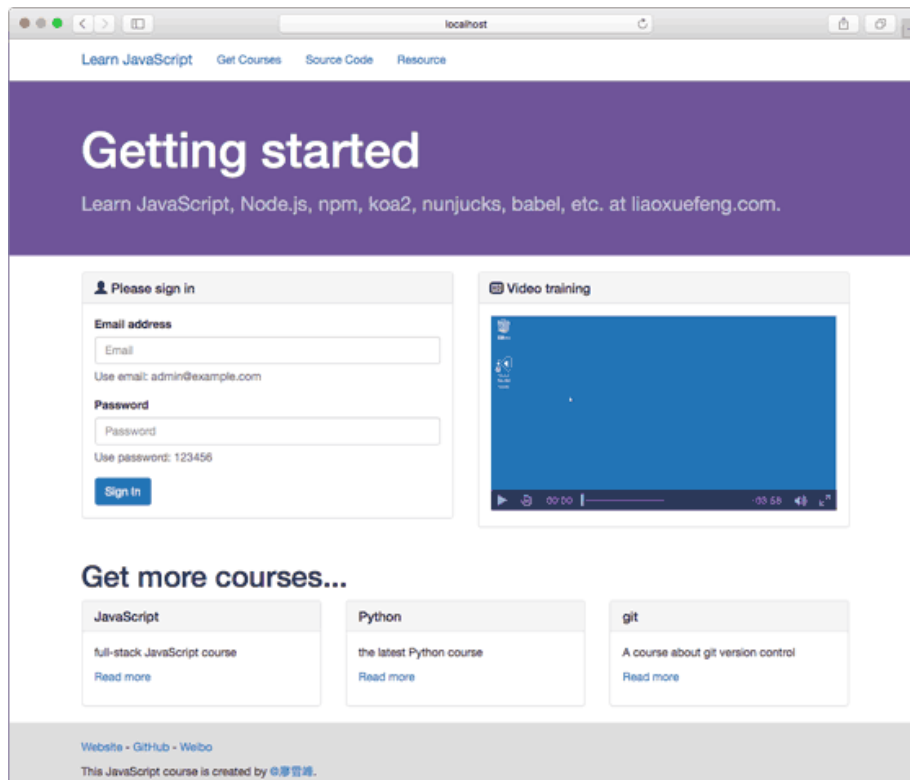 localhost
Learn JavaScript Get Courses Source Code Resource
Getting started
Learn JavaScript, Node.js, npm, koa2, nunjucks, babel, etc. at liaoxuefeng.com.
Please sign in
Email address
Email
Use email: admin@example.com
Password
Password
Use password: 123456
Sign In
Video training
00:00 -03:58
Get more courses...
JavaScript
full-stack JavaScript course
Read more
Python
the latest Python course
Read more
git
A course about git version control
Read more
Website - GitHub - Weibo
This JavaScript course is created by @廖雪峰.